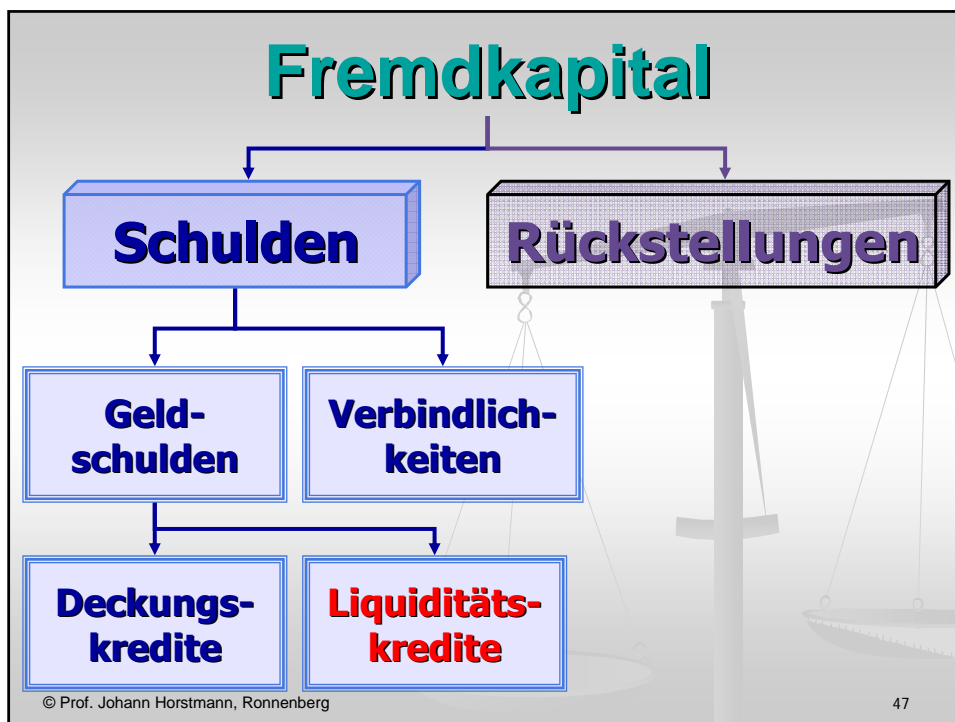 Fremdkapital
Schulden
Rückstellungen
Geld-
schulden
Verbindlich-
keiten
Deckungs-
kredite
Liquiditäts-
kredite
© Prof. Johann Horstmann, Ronnenberg
47